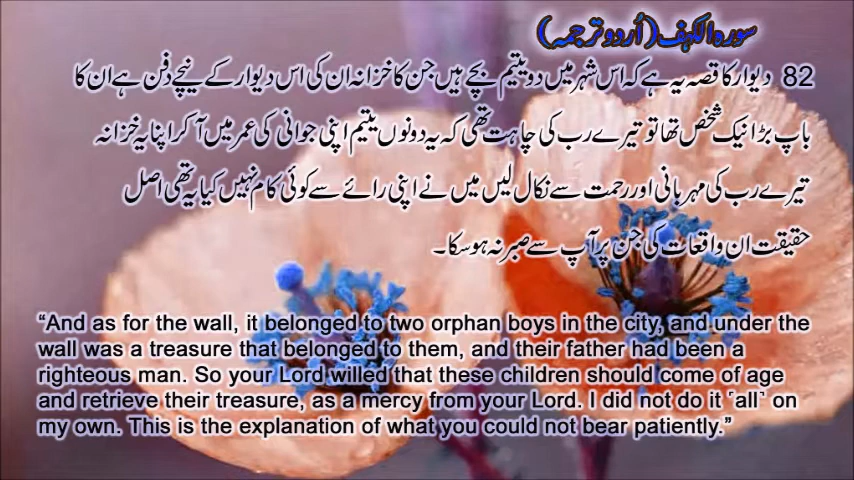 سورہ الکہف (اُردو ترجمہ)
82 دیوار کا قصہ یہ ہے کہ اس شہر میں دو یتیم بچے ہیں جن کا خزانہ ان کی اس دیوار کے نیچے دفن ہے ان کا
باپ بڑا نیک شخص تھا تو تیرے رب کی چاہت تھی کہ یہ دونوں یتیم اپنی جوانی کی عمر میں آ کر اپنا یہ خزانہ
تیرے رب کی مہربانی اور رحمت سے نکال لیں میں نے اپنی رائے سے کوئی کام نہیں کیا یہ تھی اصل
حقیقت ان واقعات کی جن پر آپ سے صبر نہ ہو سکا۔
“And as for the wall, it belonged to two orphan boys in the city, and under the
wall was a treasure that belonged to them, and their father had been a
righteous man. So your Lord willed that these children should come of age
and retrieve their treasure, as a mercy from your Lord. I did not do it ˹all˺ on
my own. This is the explanation of what you could not bear patiently.”